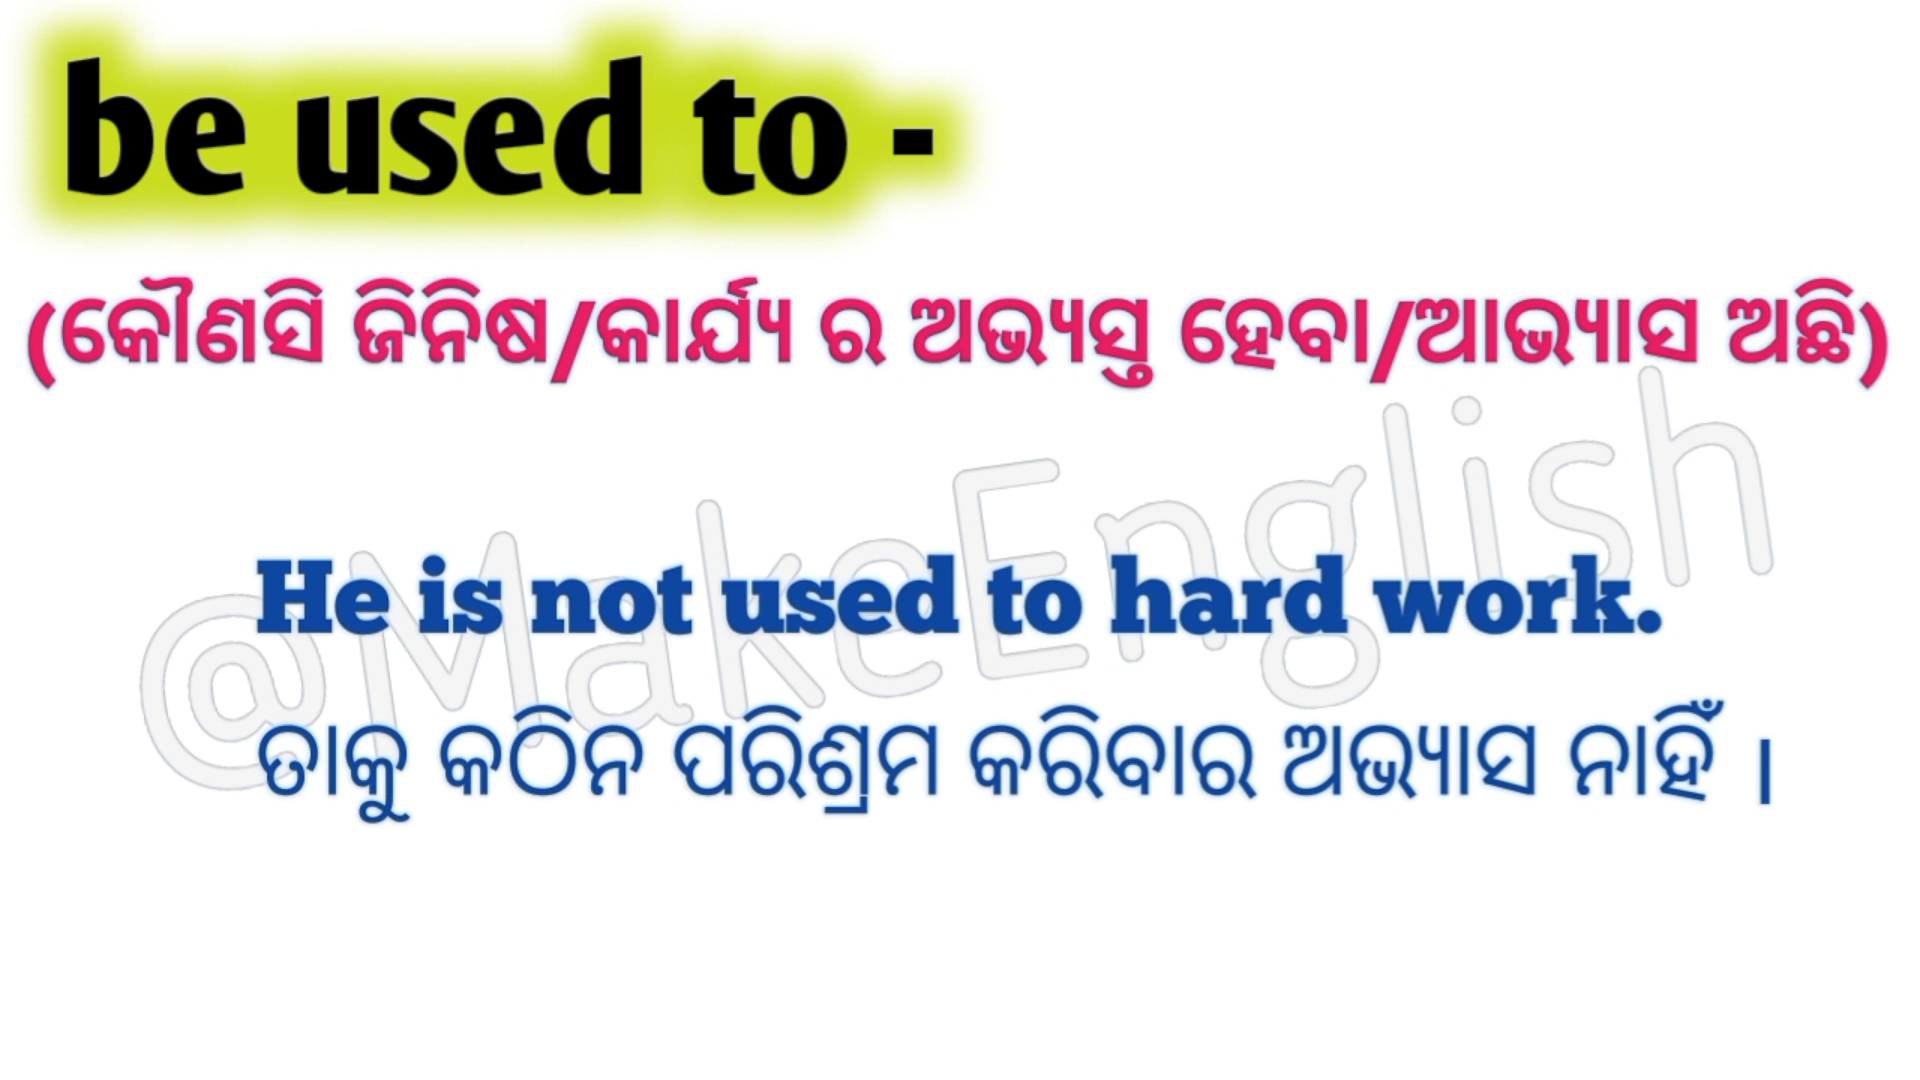 be used to -
(କୌଣସି ଜିନିଷ/କାର୍ଯ୍ୟ ର ଅଭ୍ୟସ୍ତ ହେବା/ଆଭ୍ୟାସ ଅଛି)
@MakeEnglish
He is not used to hard work.
ତାକୁ କଠିନ ପରିଶ୍ରମ କରିବାର ଅଭ୍ୟାସ ନାହିଁ ।